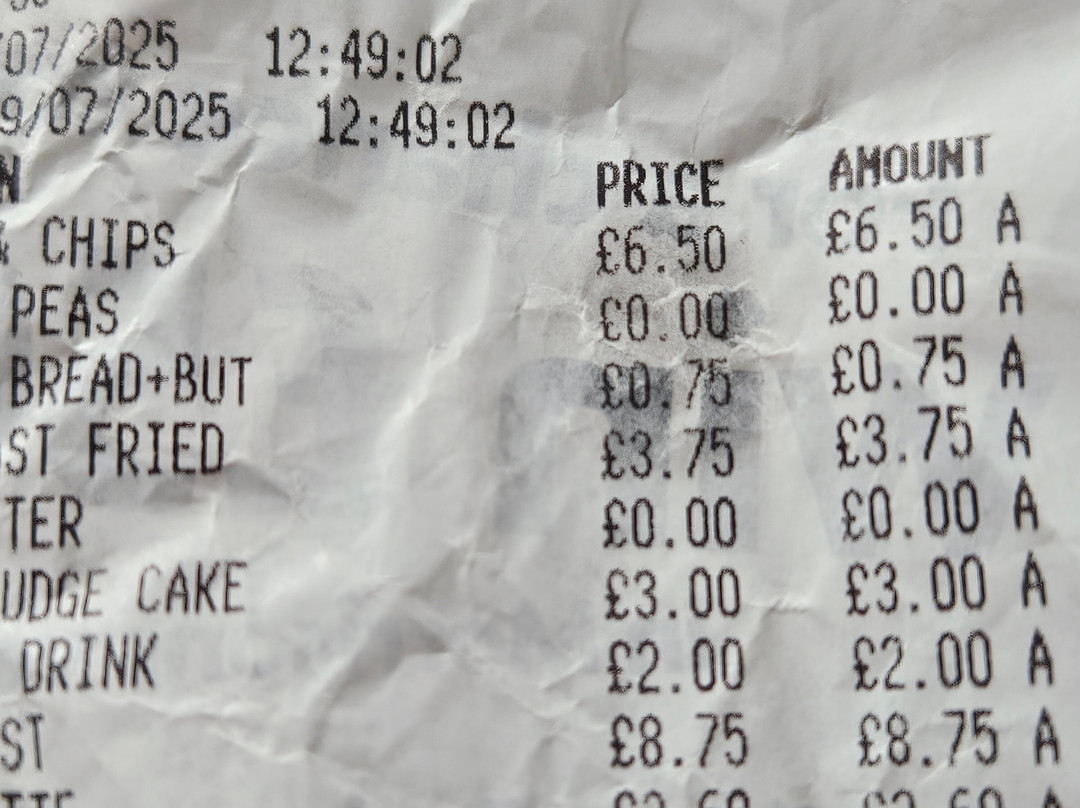 07/2025 12:49:02
9/07/2025 12:49:02
PRICE AMOUNT
& CHIPS £6.50 £6.50 A
PEAS £0.00 £0.00 A
BREAD+BUT £0.75 £0.75 A
ST FRIED £3.75 £3.75 A
TER £0.00 £0.00 A
UDGE CAKE £3.00 £3.00 A
DRINK £2.00 £2.00 A
ST £8.75 £8.75 A